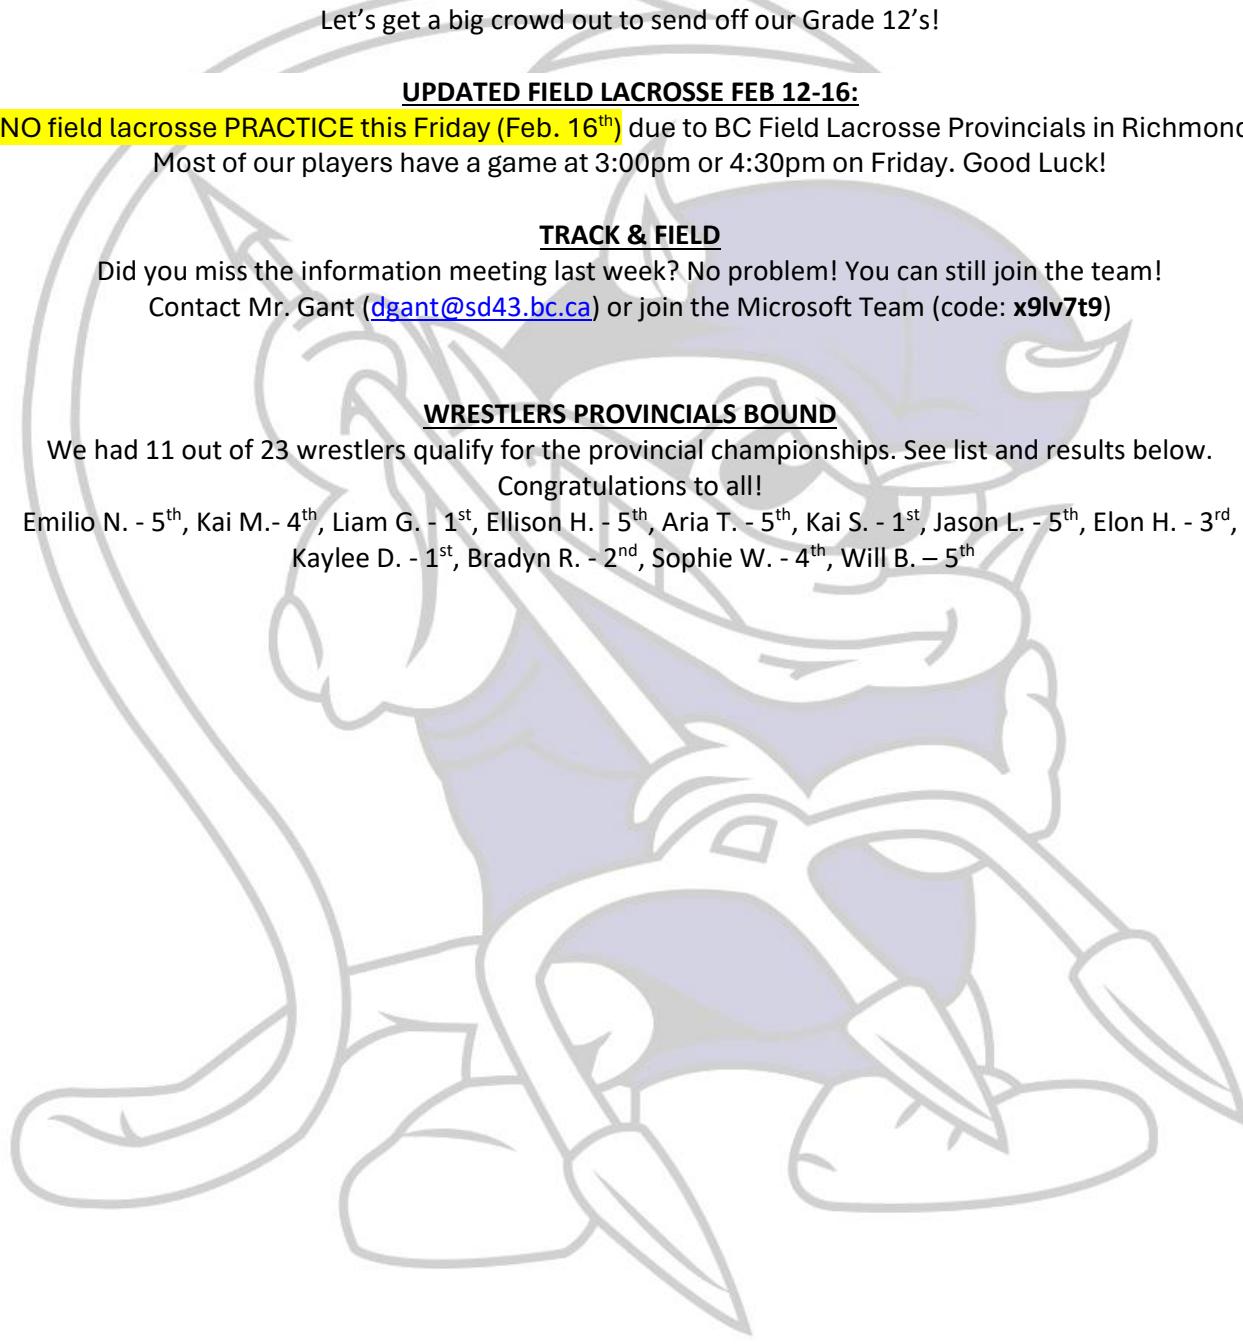 Let’s get a big crowd out to send off our Grade 12’s!
UPDATED FIELD LACROSSE FEB 12-16:
NO field lacrosse PRACTICE this Friday (Feb. 16th) due to BC Field Lacrosse Provincials in Richmond
Most of our players have a game at 3:00pm or 4:30pm on Friday. Good Luck!
TRACK & FIELD
Did you miss the information meeting last week? No problem! You can still join the team!
Contact Mr. Gant (dgant@sd43.bc.ca) or join the Microsoft Team (code: x9lv7t9)
WRESTLERS PROVINCIALS BOUND
We had 11 out of 23 wrestlers qualify for the provincial championships. See list and results below.
Congratulations to all!
Emilio N. - 5th, Kai M.- 4th, Liam G. - 1st, Ellison H. - 5th, Aria T. - 5th, Kai S. - 1st, Jason L. - 5th, Elon H. - 3rd,
Kaylee D. - 1st, Bradyn R. - 2nd, Sophie W. - 4th, Will B. – 5th